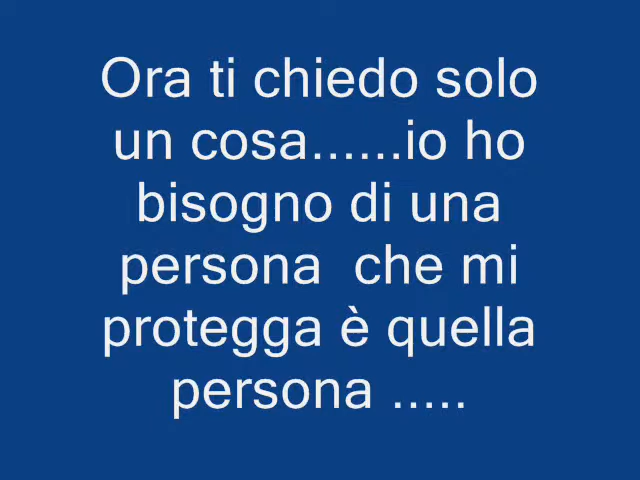 Ora ti chiedo solo
un cosa......io ho
bisogno di una
persona  che mi
protegga è quella
persona .....